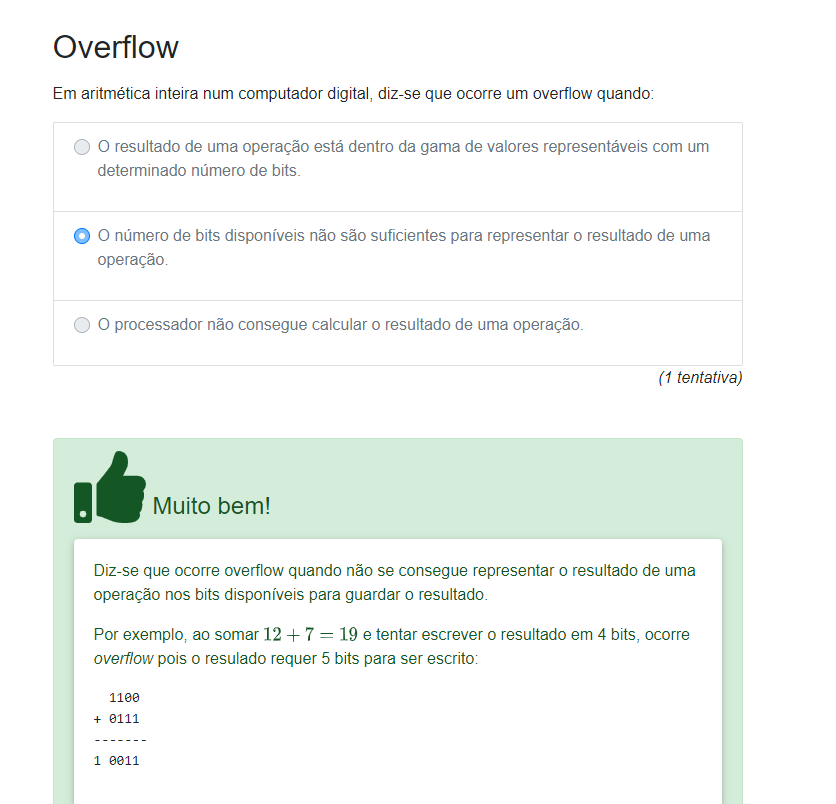 Overflow
Em aritmética inteira num computador digital, diz-se que ocorre um overflow quando:
O resultado de uma operação está dentro da gama de valores representáveis com um
determinado número de bits.
O número de bits disponíveis não são suficientes para representar o resultado de uma
operação.
O processador não consegue calcular o resultado de uma operação.
(1 tentativa)
Muito bem!
Diz-se que ocorre overflow quando não se consegue representar o resultado de uma
operação nos bits disponíveis para guardar o resultado.
Por exemplo, ao somar 12 + 7 = 19 e tentar escrever o resultado em 4 bits, ocorre
overflow pois o resulado requer 5 bits para ser escrito:
1100
+ 0111
-------
1 0011